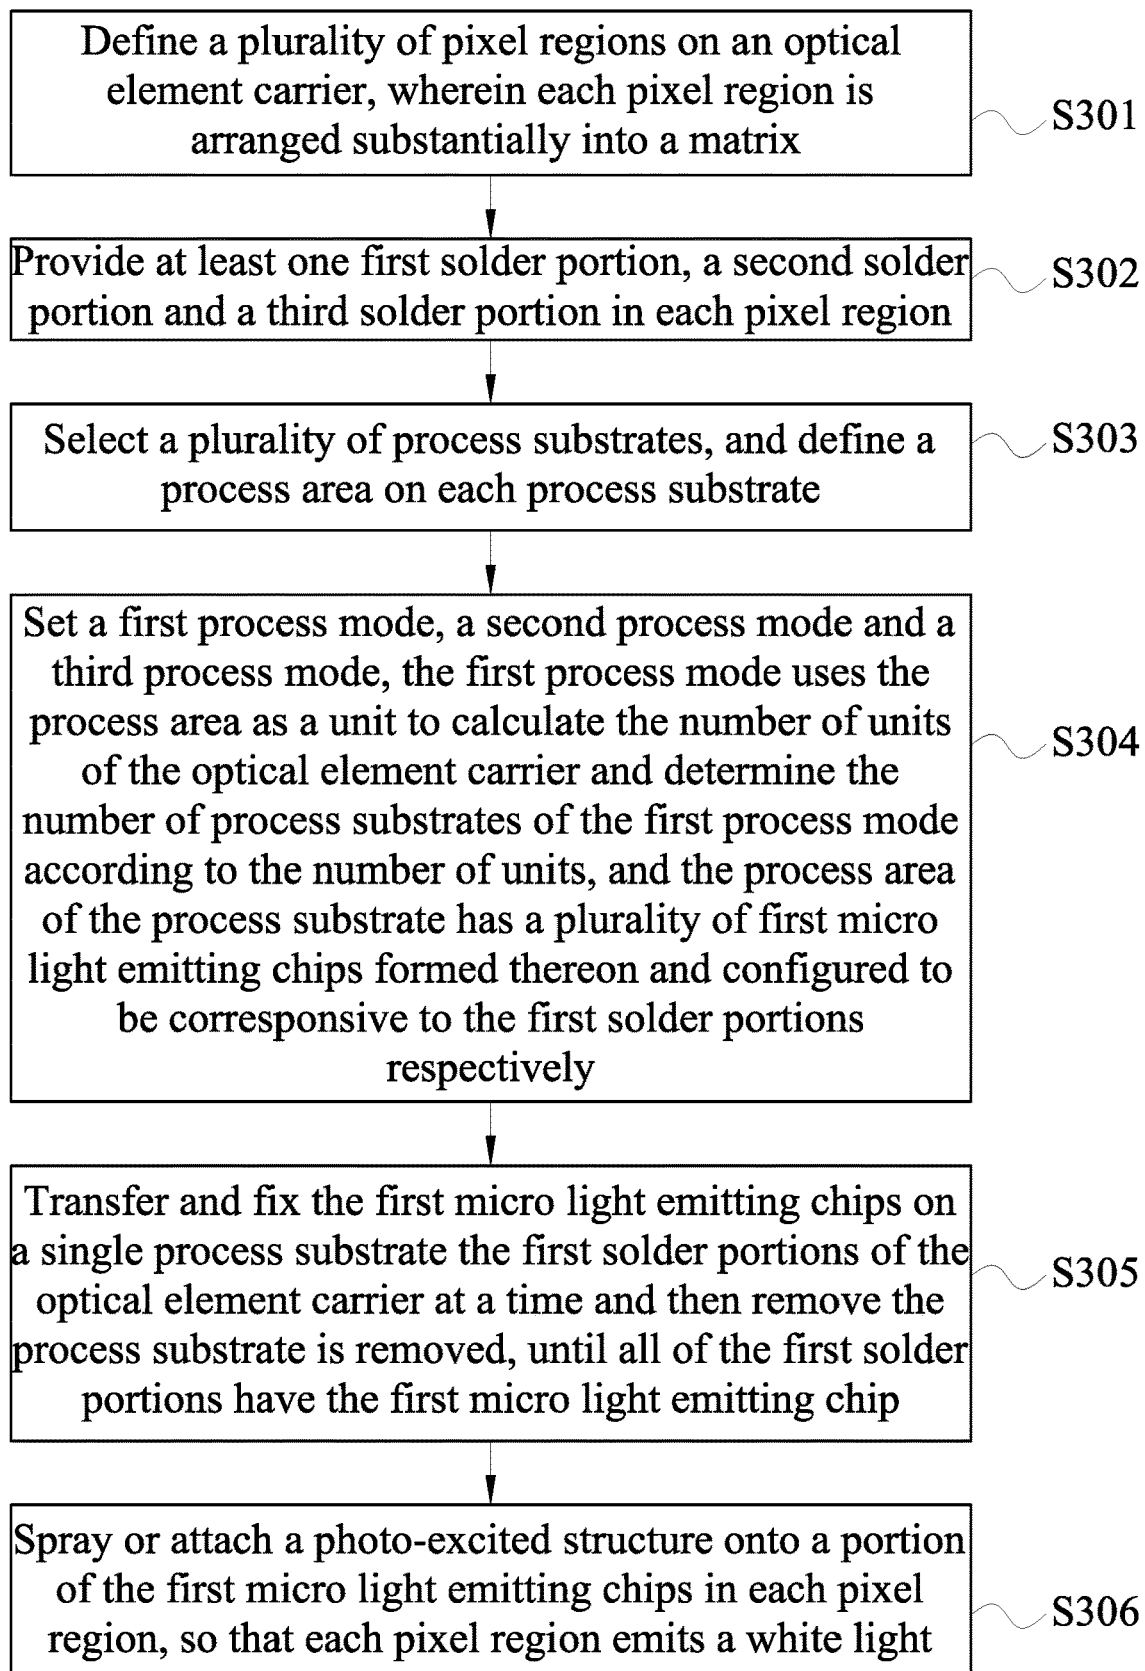 Define a plurality of pixel regions on an optical
element carrier, wherein each pixel region is
arranged substantially into a matrix
S301
Provide at least one first solder portion, a second solder
portion and a third solder portion in each pixel region
S302
Select a plurality of process substrates, and define a
process area on each process substrate
S303
Set a first process mode, a second process mode and a
third process mode, the first process mode uses the
process area as a unit to calculate the number of units
of the optical element carrier and determine the
number of process substrates of the first process mode
according to the number of units, and the process area
of the process substrate has a plurality of first micro
light emitting chips formed thereon and configured to
be corresponsive to the first solder portions
respectively
S304
Transfer and fix the first micro light emitting chips on
a single process substrate the first solder portions of the
optical element carrier at a time and then remove the
process substrate is removed, until all of the first solder
portions have the first micro light emitting chip
S305
Spray or attach a photo-excited structure onto a portion
of the first micro light emitting chips in each pixel
region, so that each pixel region emits a white light
S306